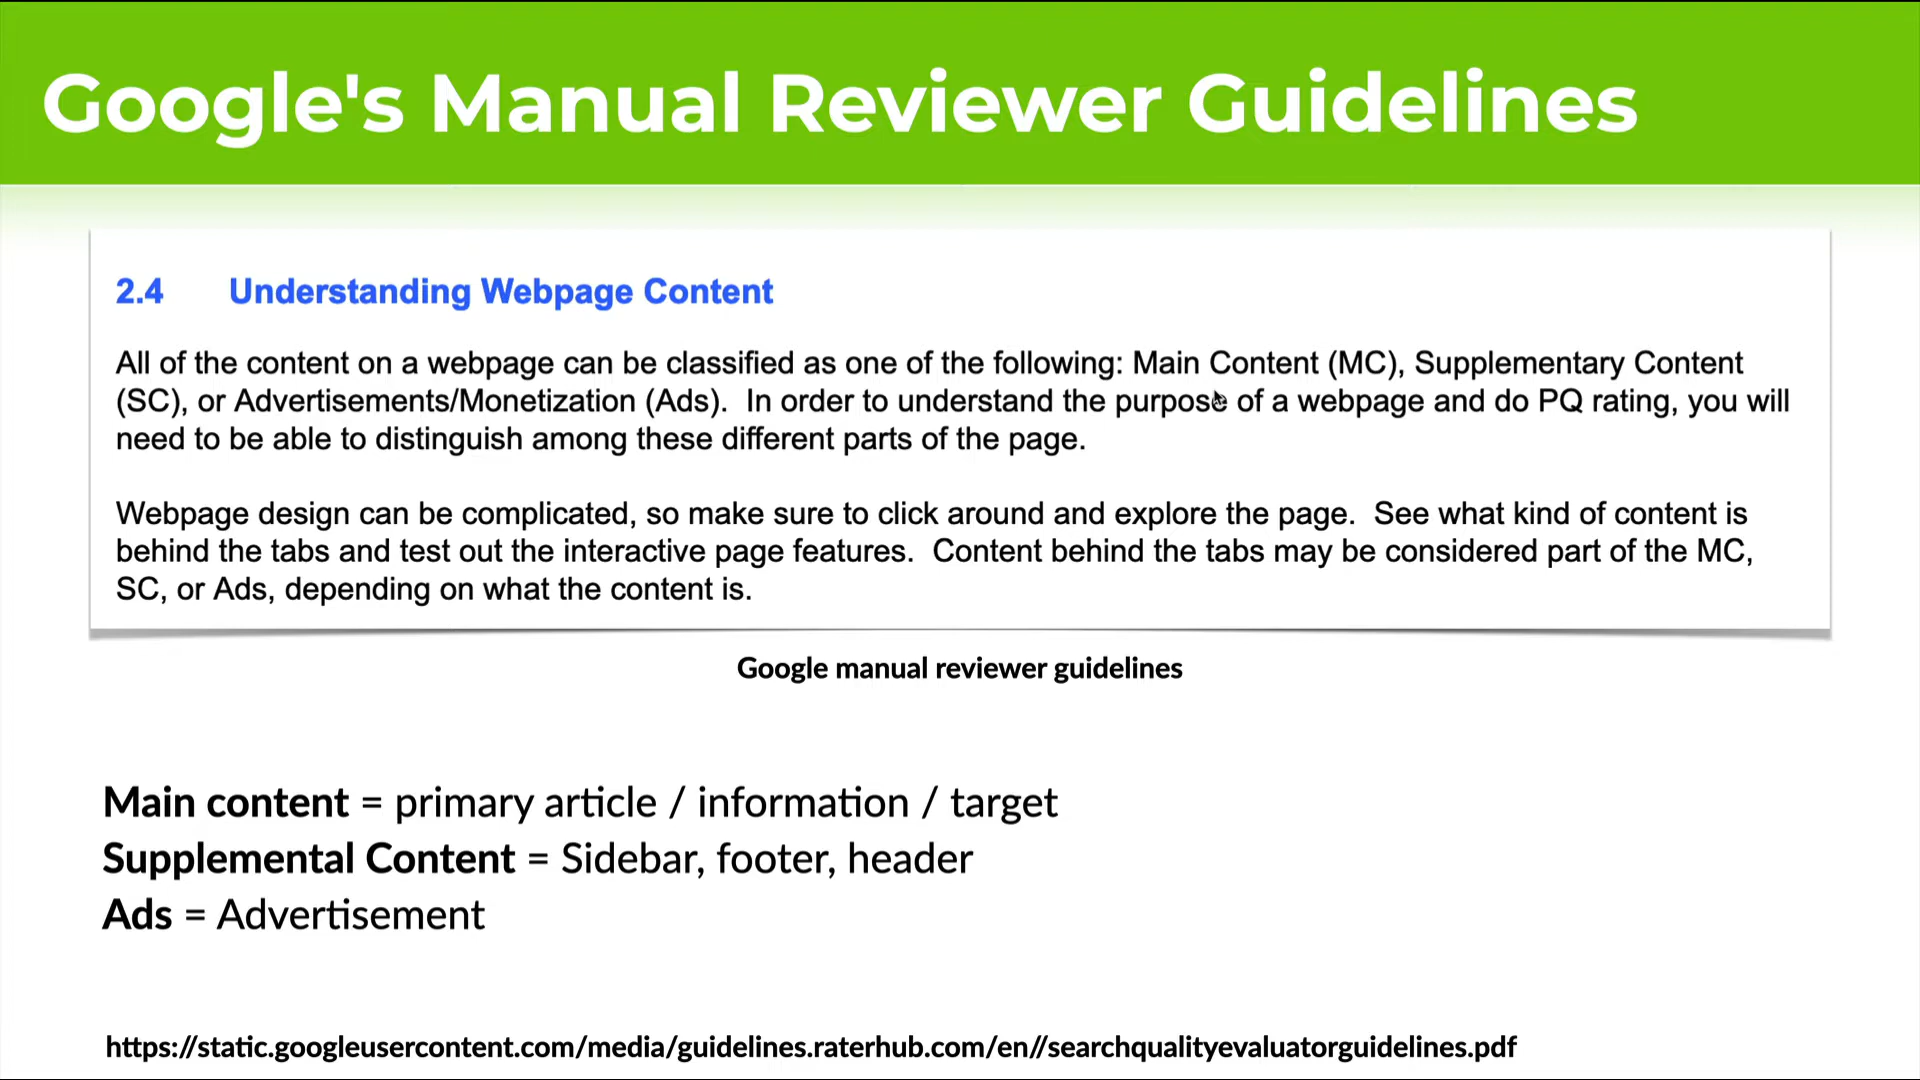 Google's Manual Reviewer Guidelines
2.4 Understanding Webpage Content
All of the content on a webpage can be classified as one of the following: Main Content (MC), Supplementary Content
(SC), or Advertisements/Monetization (Ads). In order to understand the purpose of a webpage and do PQ rating, you will
need to be able to distinguish among these different parts of the page.
Webpage design can be complicated, so make sure to click around and explore the page. See what kind of content is
behind the tabs and test out the interactive page features. Content behind the tabs may be considered part of the MC,
SC, or Ads, depending on what the content is.
Google manual reviewer guidelines
Main content = primary article / information / target
Supplemental Content = Sidebar, footer, header
Ads = Advertisement
https://static.googleusercontent.com/media/guidelines.raterhub.com/en//searchqualityevaluatorguidelines.pdf